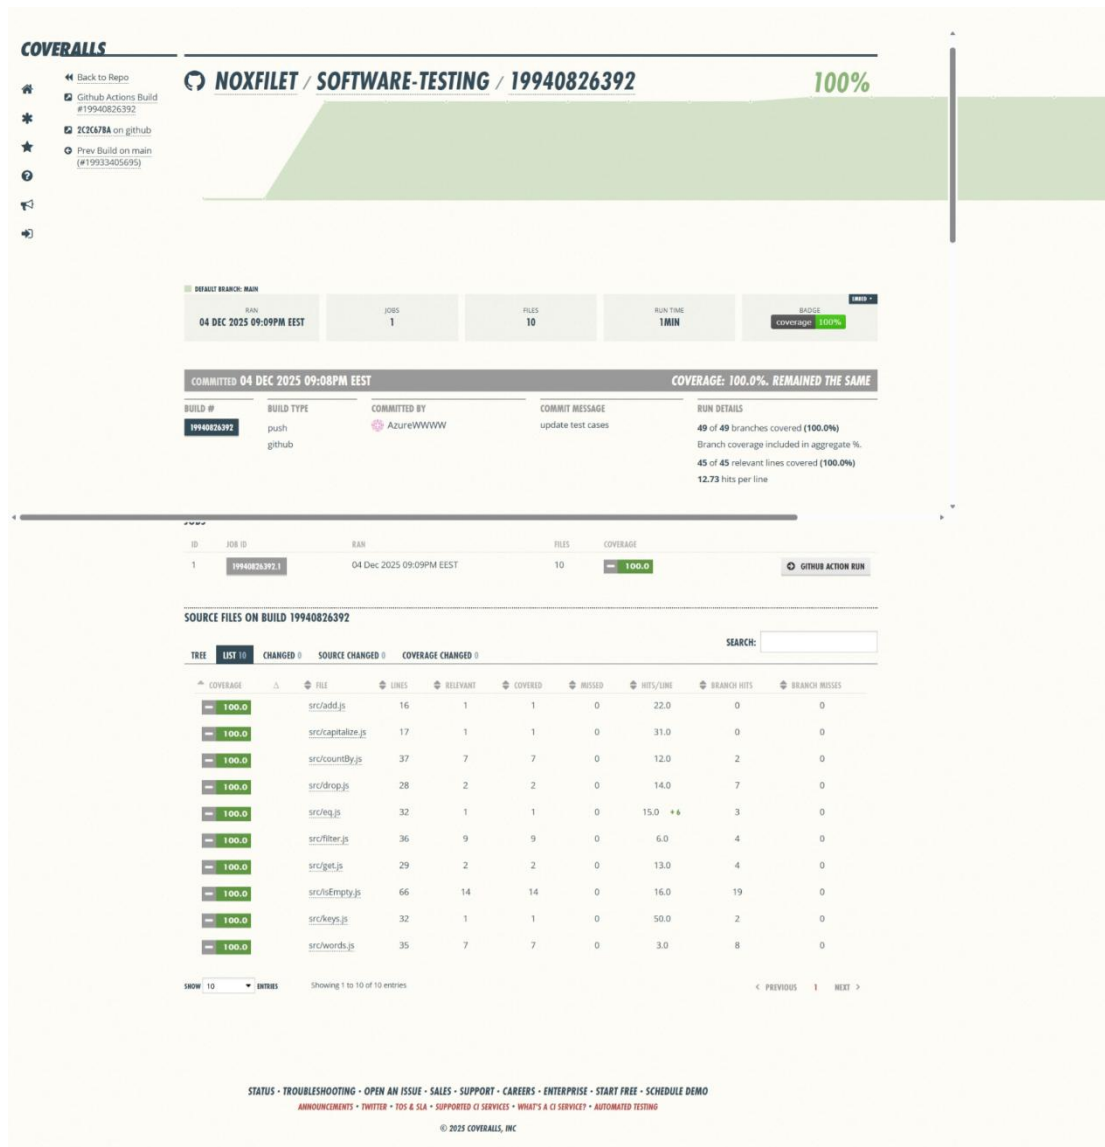 COVERALLS
Back to Repo
Github Actions Build
#19940826392
2C2C67BA on github
Prev Build on main
(#19933405695)
NOXFILET / SOFTWARE-TESTING / 19940826392
100%
DEFAULT BRANCH: MAIN
EMBED
RAN
04 DEC 2025 09:09PM EEST
JOBS
1
FILES
10
RUN TIME
1MIN
BADGE
coverage 100%
COMMITTED 04 DEC 2025 09:08PM EEST
COVERAGE: 100.0%. REMAINED THE SAME
BUILD #
19940826392
BUILD TYPE
push
github
COMMITTED BY
AzureWWWW
COMMIT MESSAGE
update test cases
RUN DETAILS
49 of 49 branches covered (100.0%)
Branch coverage included in aggregate %.
45 of 45 relevant lines covered (100.0%)
12.73 hits per line
JOBS
ID JOB ID RAN FILES COVERAGE
1 19940826392.1 04 Dec 2025 09:09PM EEST 10 – 100.0 GITHUB ACTION RUN
SOURCE FILES ON BUILD 19940826392
SEARCH:
TREE LIST 10 CHANGED 0 SOURCE CHANGED 0 COVERAGE CHANGED 0
COVERAGE Δ FILE LINES RELEVANT COVERED MISSED HITS/LINE BRANCH HITS BRANCH MISSES
– 100.0 src/add.js 16 1 1 0 22.0 0 0
– 100.0 src/capitalize.js 17 1 1 0 31.0 0 0
– 100.0 src/countBy.js 37 7 7 0 12.0 2 0
– 100.0 src/drop.js 28 2 2 0 14.0 7 0
– 100.0 src/eq.js 32 1 1 0 15.0 +6 3 0
– 100.0 src/filter.js 36 9 9 0 6.0 4 0
– 100.0 src/get.js 29 2 2 0 13.0 4 0
– 100.0 src/isEmpty.js 66 14 14 0 16.0 19 0
– 100.0 src/keys.js 32 1 1 0 50.0 2 0
– 100.0 src/words.js 35 7 7 0 3.0 8 0
SHOW 10 ENTRIES Showing 1 to 10 of 10 entries < PREVIOUS 1 NEXT >
STATUS • TROUBLESHOOTING • OPEN AN ISSUE • SALES • SUPPORT • CAREERS • ENTERPRISE • START FREE • SCHEDULE DEMO
ANNOUNCEMENTS • TWITTER • TOS & SLA • SUPPORTED CI SERVICES • WHAT'S A CI SERVICE? • AUTOMATED TESTING
© 2025 COVERALLS, INC